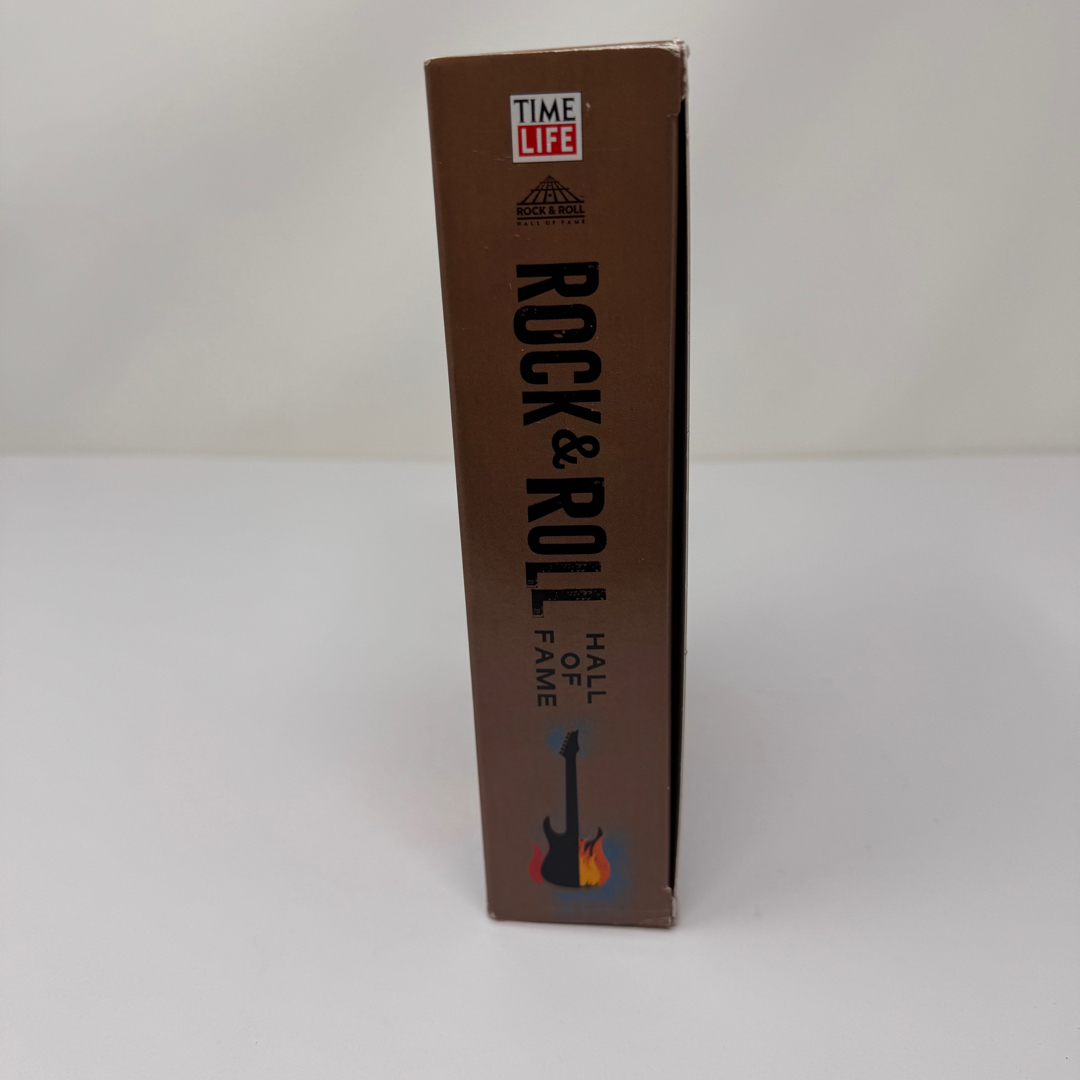 TIME
LIFE
ROCK & ROLL
HALL OF FAME
ROCK & ROLL
HALL
OF
FAME